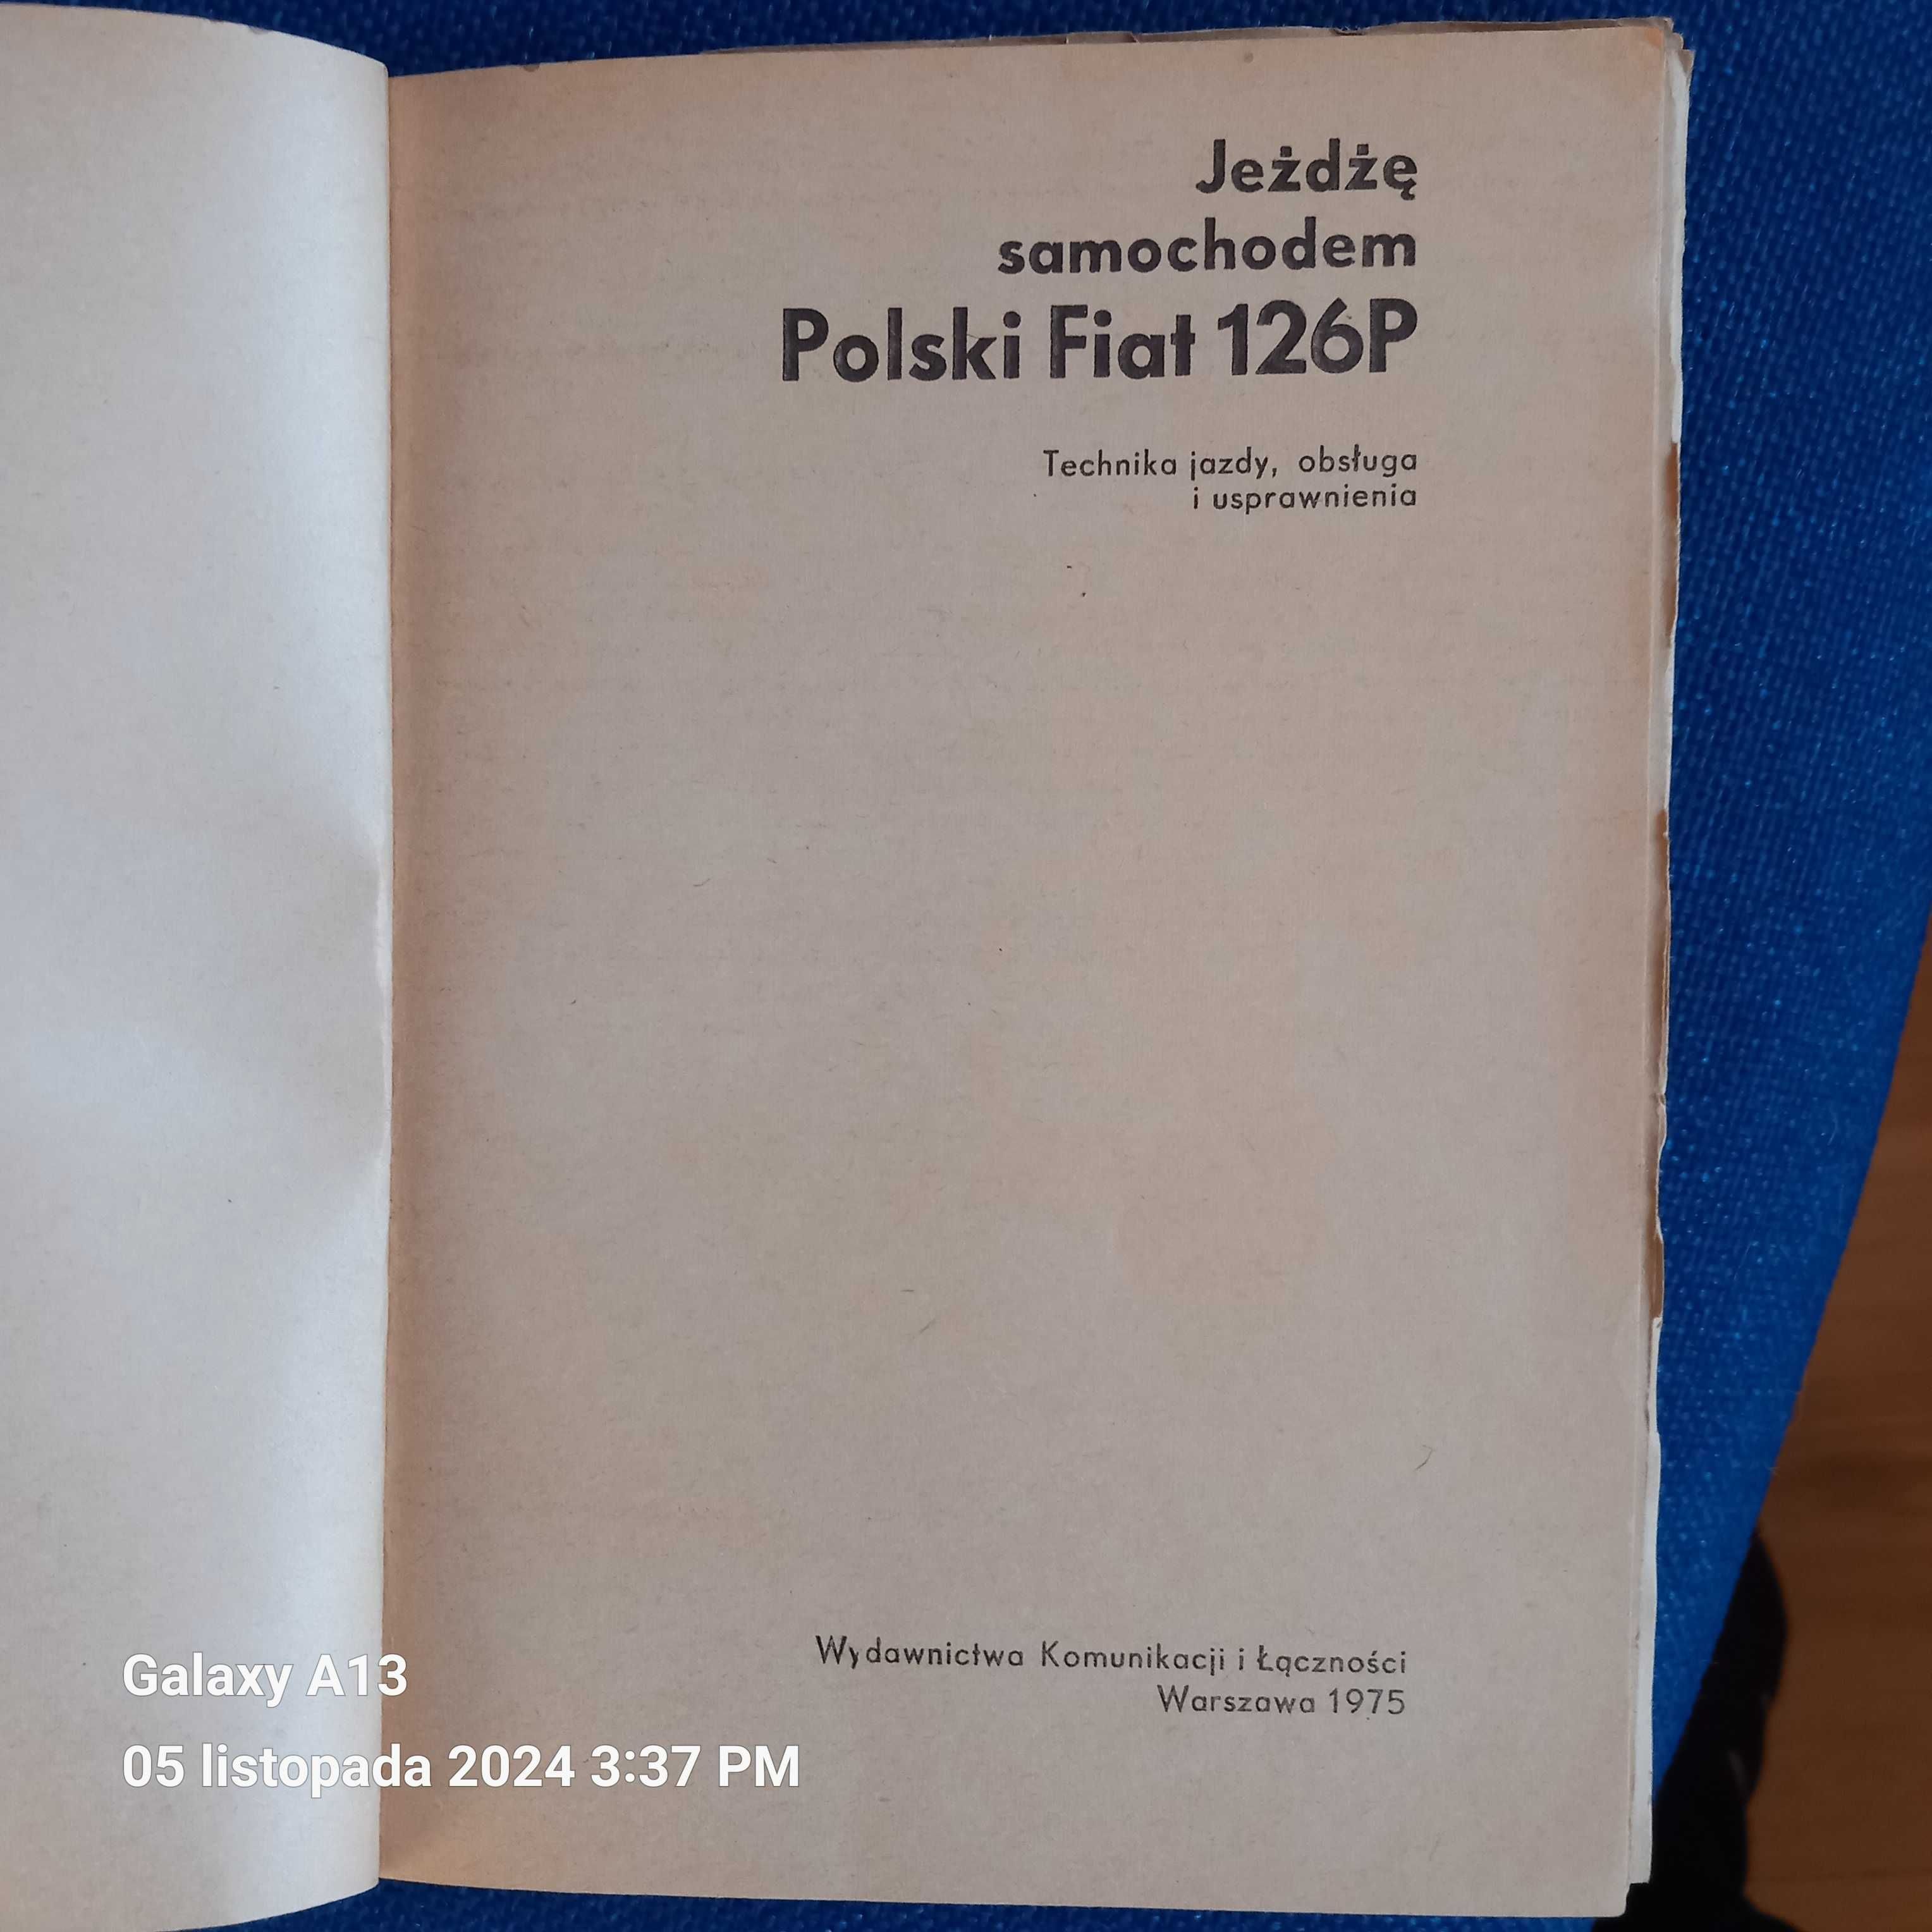 Jeżdżę
samochodem
Polski Fiat 126P
Technika jazdy, obsługa
i usprawnienia
Wydawnictwa Komunikacji i Łączności
Warszawa 1975
Galaxy A13
05 listopada 2024 3:37 PM